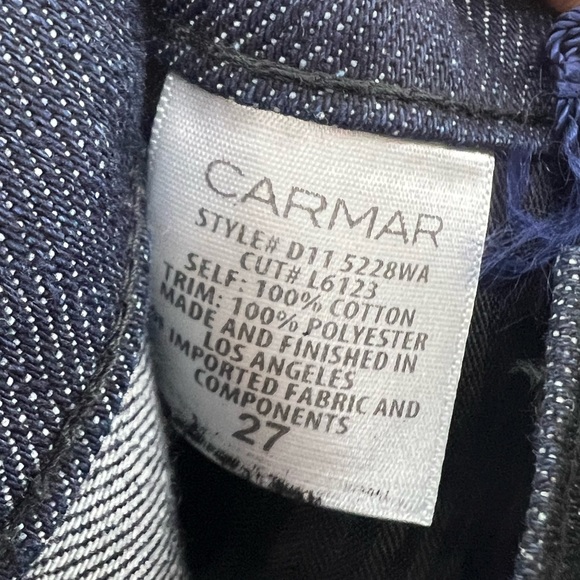 CARMAR
STYLE# D11 5228WA
CUT# L6123
SELF: 100% COTTON
TRIM: 100% POLYESTER
MADE AND FINISHED IN
LOS ANGELES
IMPORTED FABRIC AND
COMPONENTS
27